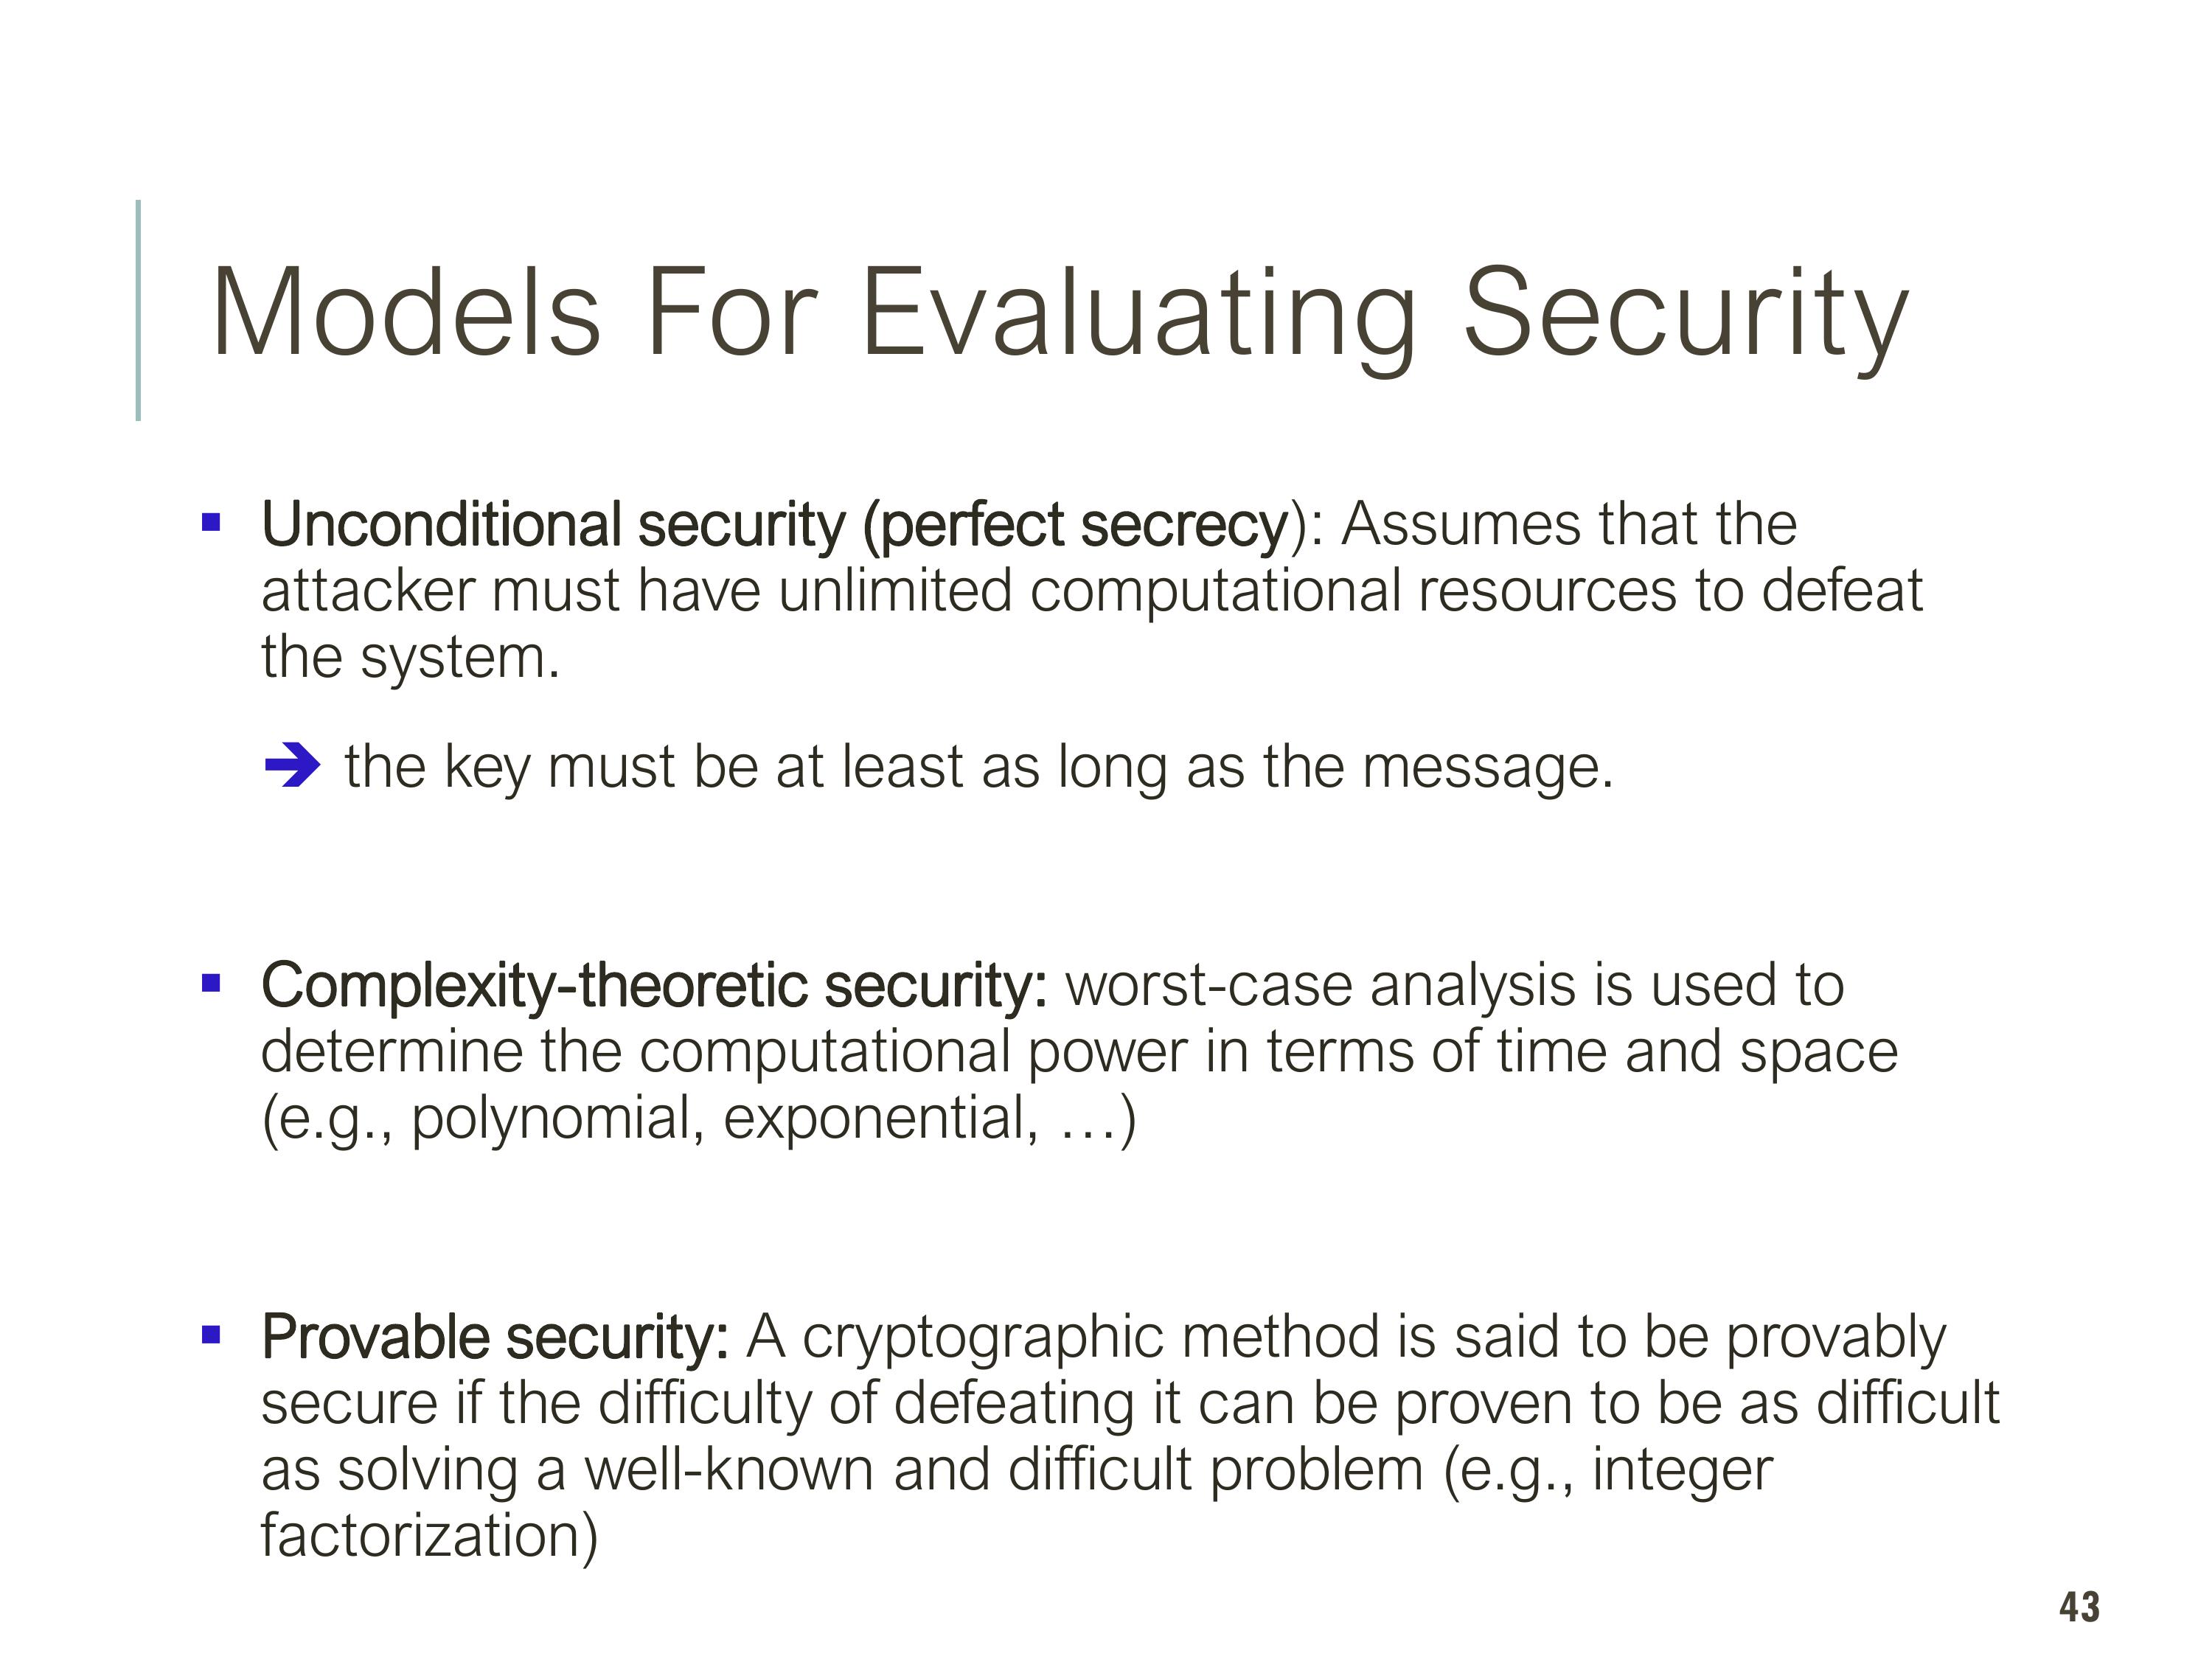 Models For Evaluating Security
▪ Unconditional security (perfect secrecy): Assumes that the
attacker must have unlimited computational resources to defeat
the system.
➔ the key must be at least as long as the message.
▪ Complexity-theoretic security: worst-case analysis is used to
determine the computational power in terms of time and space
(e.g., polynomial, exponential, …)
▪ Provable security: A cryptographic method is said to be provably
secure if the difficulty of defeating it can be proven to be as difficult
as solving a well-known and difficult problem (e.g., integer
factorization)
43